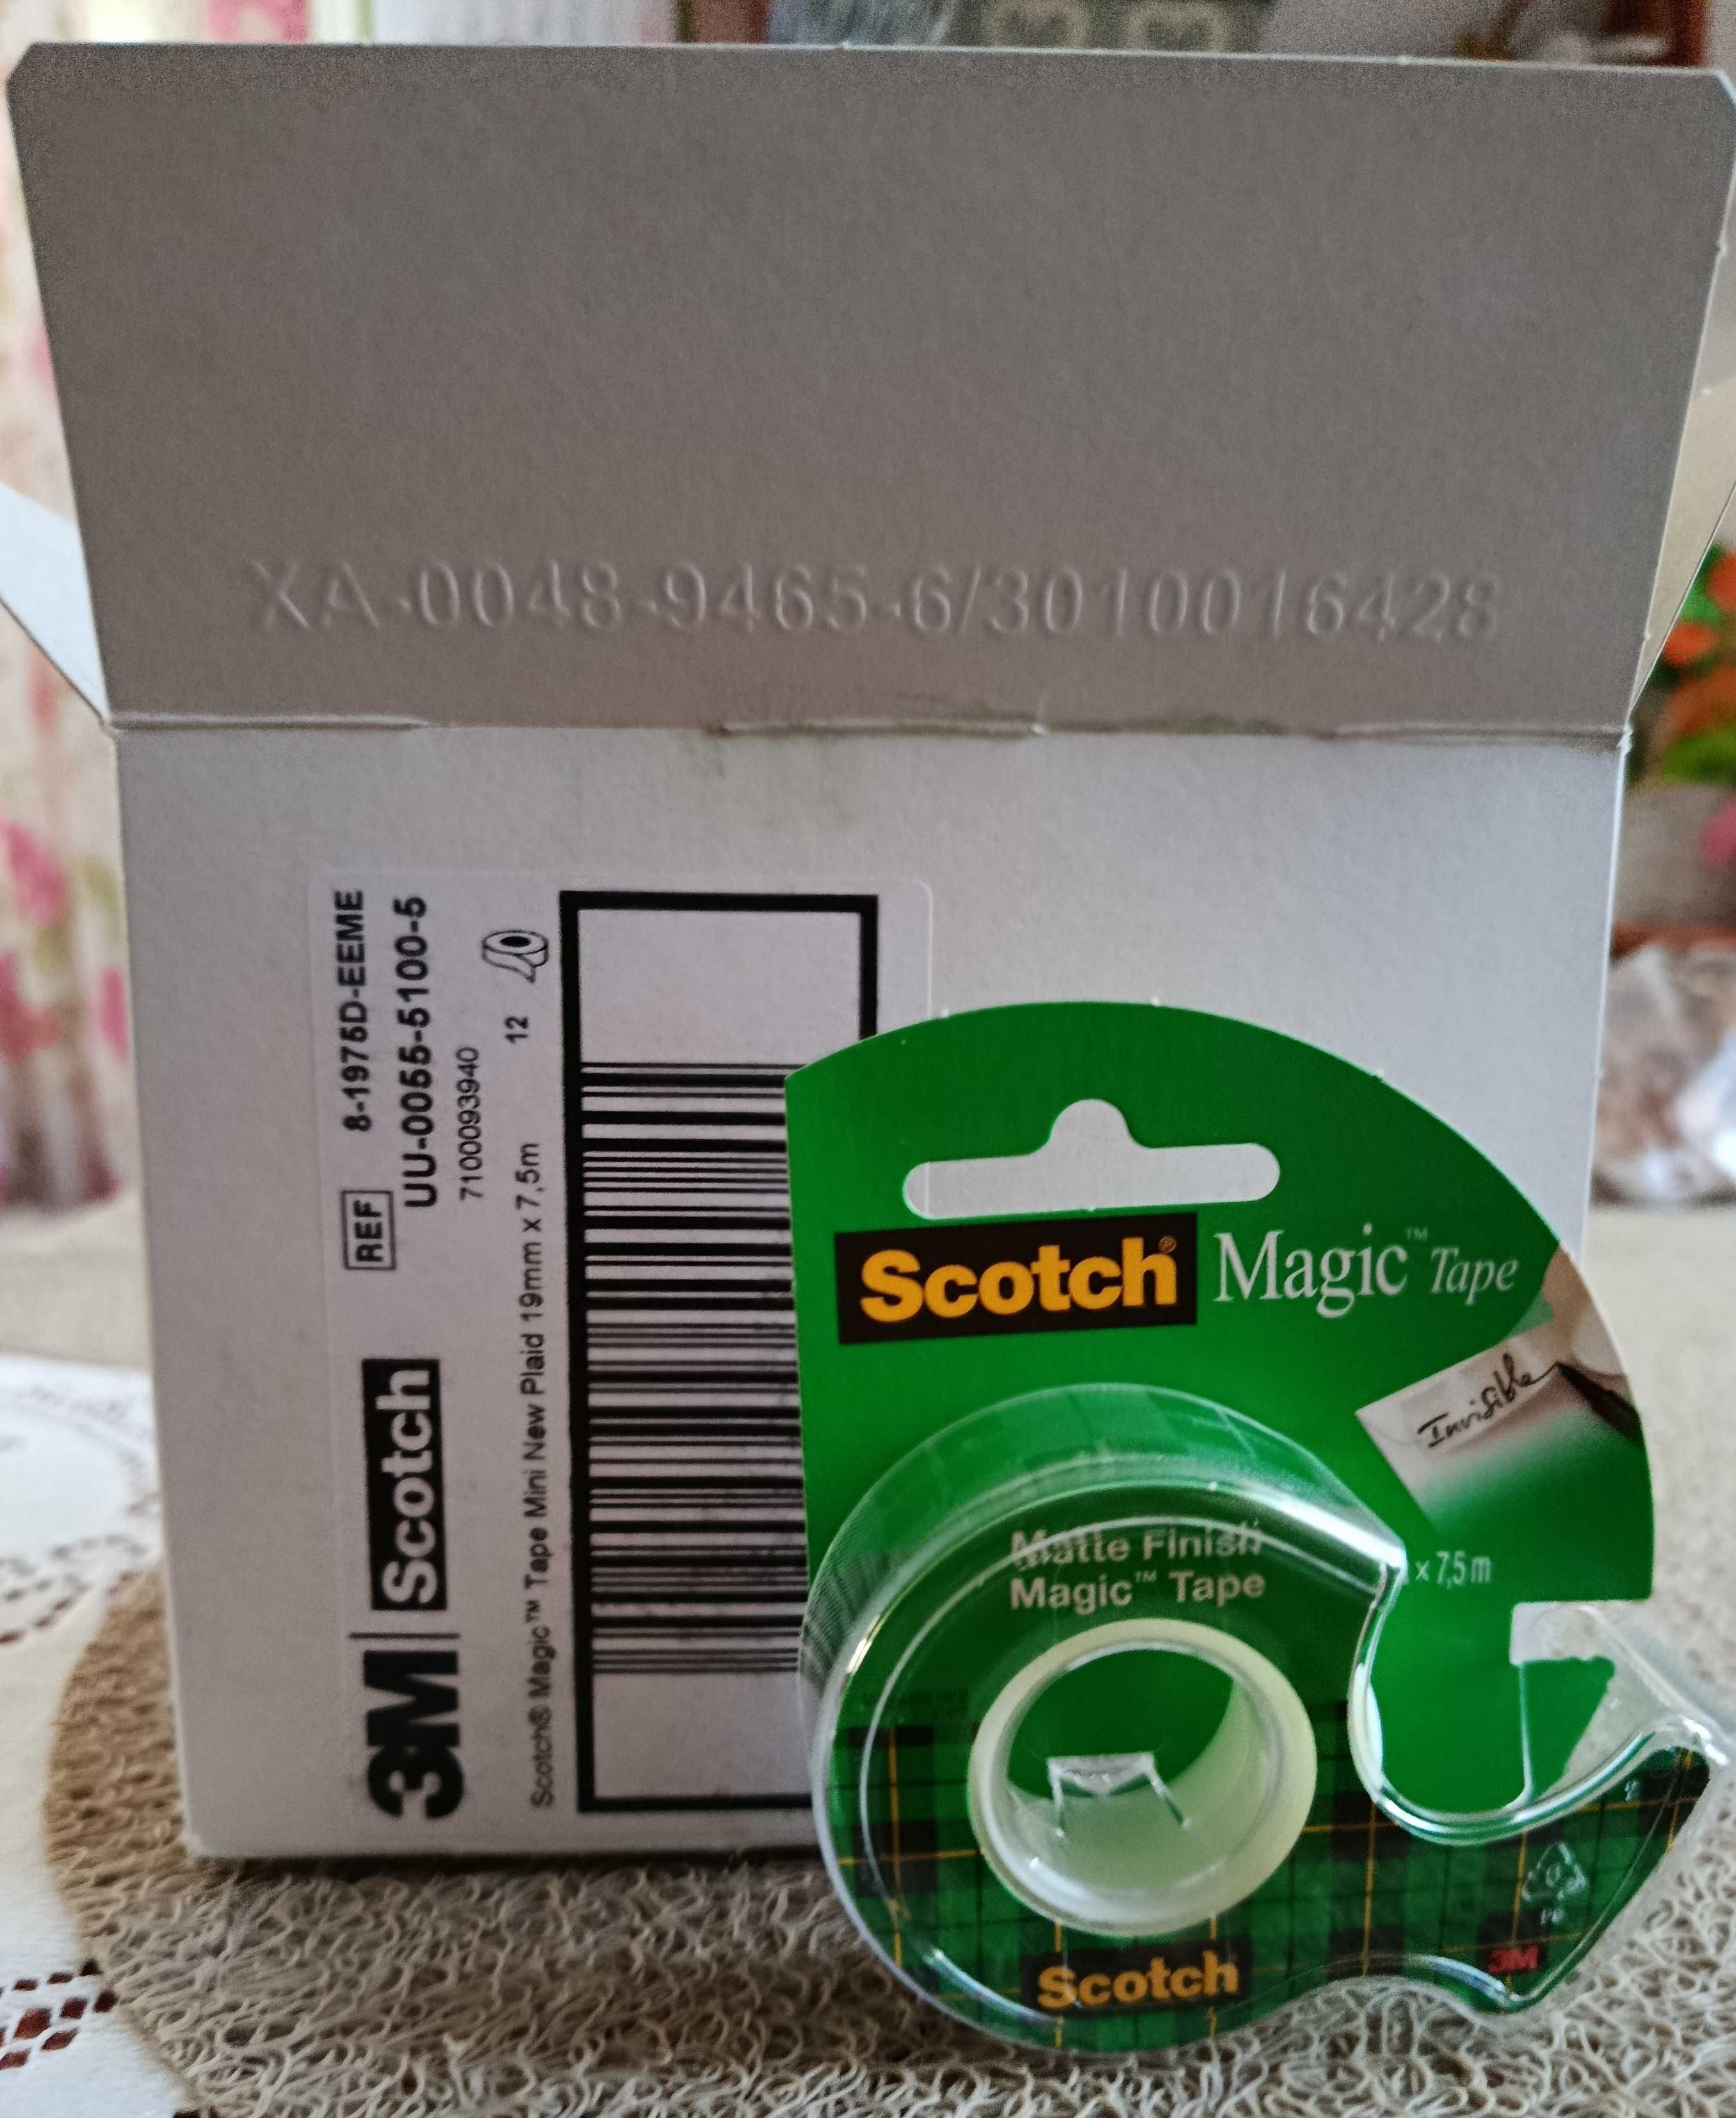 XA-0048-9465-6/3010016428
REF 8-1975D-EEME
UU-0055-5100-5
7100093940
12
3M Scotch
Scotch® Magic™ Tape Mini New Plaid 19mm x 7,5m
Scotch® Magic™ Tape
Invisible
x 7,5 m
Matte Finish
Magic™ Tape
Scotch
3M